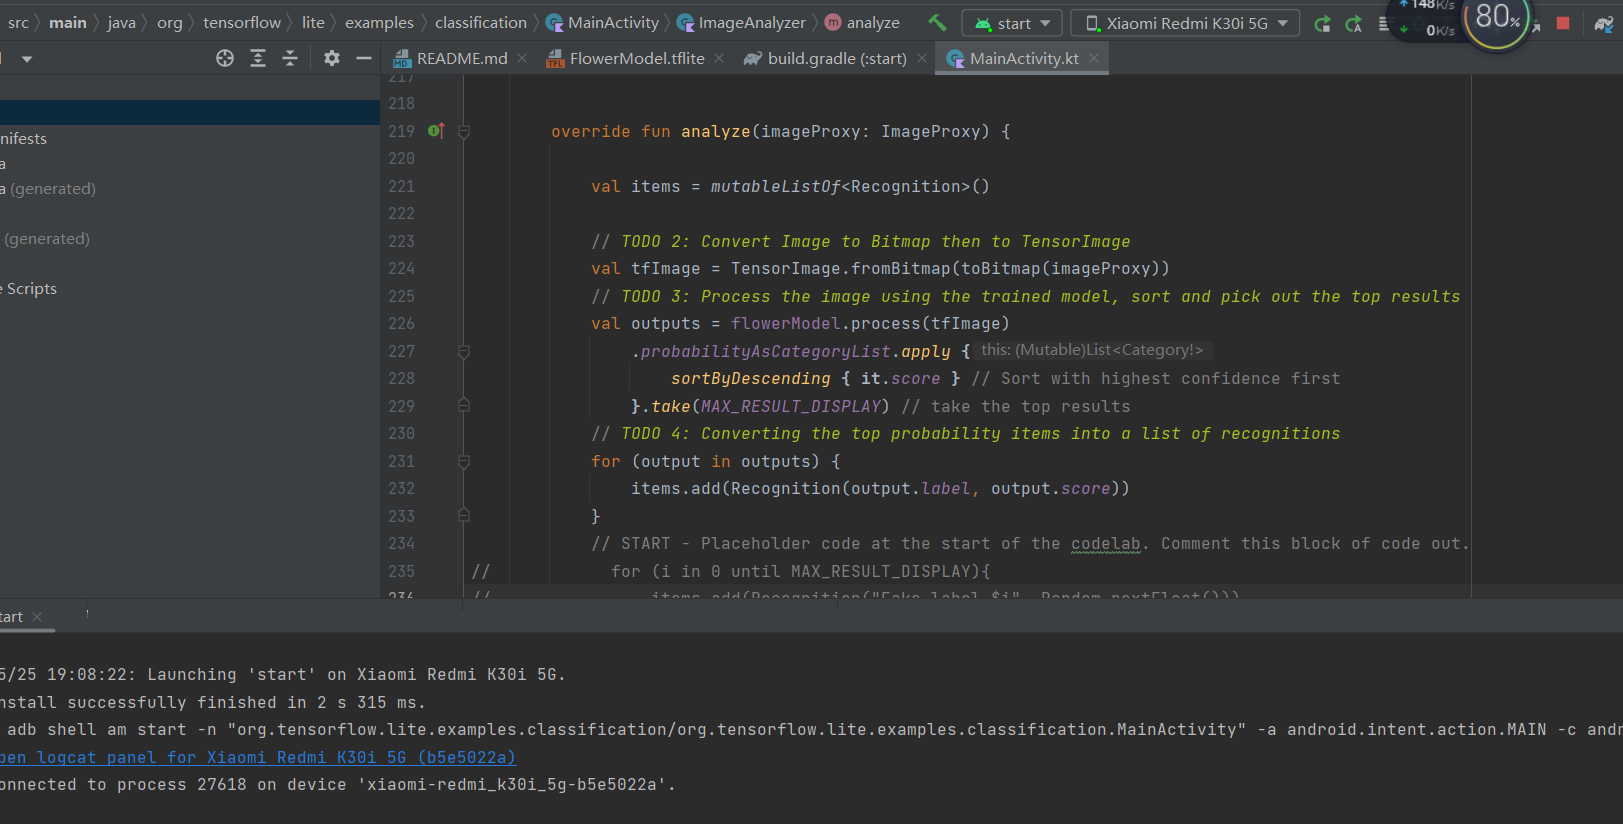 src main java org tensorflow lite examples classification MainActivity ImageAnalyzer analyze start Xiaomi Redmi K30i 5G 148K/s 0K/s 80%
README.md FlowerModel.tflite build.gradle (:start) MainActivity.kt
217
218
219 override fun analyze(imageProxy: ImageProxy) {
220
221 val items = mutableListOf<Recognition>()
222
223 // TODO 2: Convert Image to Bitmap then to TensorImage
224 val tfImage = TensorImage.fromBitmap(toBitmap(imageProxy))
225 // TODO 3: Process the image using the trained model, sort and pick out the top results
226 val outputs = flowerModel.process(tfImage)
227 .probabilityAsCategoryList.apply { this: (Mutable)List<Category!>
228 sortByDescending { it.score } // Sort with highest confidence first
229 }.take(MAX_RESULT_DISPLAY) // take the top results
230 // TODO 4: Converting the top probability items into a list of recognitions
231 for (output in outputs) {
232 items.add(Recognition(output.label, output.score))
233 }
234 // START - Placeholder code at the start of the codelab. Comment this block of code out.
235 // for (i in 0 until MAX_RESULT_DISPLAY){
236 // items.add(Recognition("Fake label $i", Random.nextFloat()))
nifests
a
a (generated)
(generated)
e Scripts
tart
5/25 19:08:22: Launching 'start' on Xiaomi Redmi K30i 5G.
nstall successfully finished in 2 s 315 ms.
adb shell am start -n "org.tensorflow.lite.examples.classification/org.tensorflow.lite.examples.classification.MainActivity" -a android.intent.action.MAIN -c andr
pen logcat panel for Xiaomi Redmi K30i 5G (b5e5022a)
onnected to process 27618 on device 'xiaomi-redmi_k30i_5g-b5e5022a'.